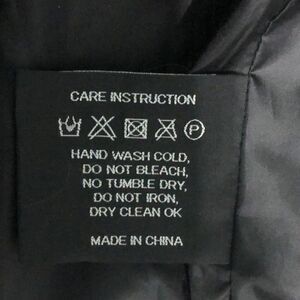 CARE INSTRUCTION
P
HAND WASH COLD,
DO NOT BLEACH,
NO TUMBLE DRY,
DO NOT IRON,
DRY CLEAN OK
MADE IN CHINA